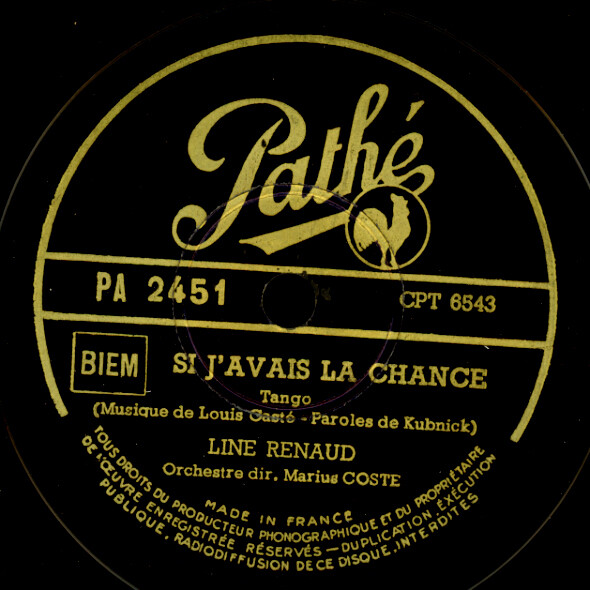 Pathé
PA 2451
CPT 6543
BIEM
SI J'AVAIS LA CHANCE
Tango
(Musique de Louis Gasté - Paroles de Kubnick)
LINE RENAUD
Orchestre dir. Marius COSTE
MADE IN FRANCE
TOUS DROITS DU PRODUCTEUR PHONOGRAPHIQUE ET DU PROPRIÉTAIRE
DE L'ŒUVRE ENREGISTRÉE RÉSERVÉS — DUPLICATION. EXÉCUTION
PUBLIQUE, RADIODIFFUSION DE CE DISQUE, INTERDITES